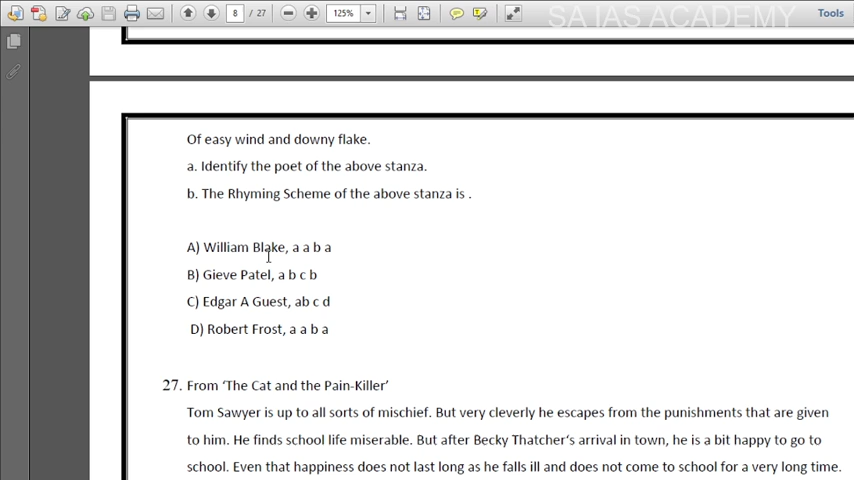 SA IAS ACADEMY
8 / 27
125%
Tools
Of easy wind and downy flake.
a. Identify the poet of the above stanza.
b. The Rhyming Scheme of the above stanza is .
A) William Blake, a a b a
B) Gieve Patel, a b c b
C) Edgar A Guest, ab c d
D) Robert Frost, a a b a
27. From ‘The Cat and the Pain-Killer’
Tom Sawyer is up to all sorts of mischief. But very cleverly he escapes from the punishments that are given
to him. He finds school life miserable. But after Becky Thatcher‘s arrival in town, he is a bit happy to go to
school. Even that happiness does not last long as he falls ill and does not come to school for a very long time.